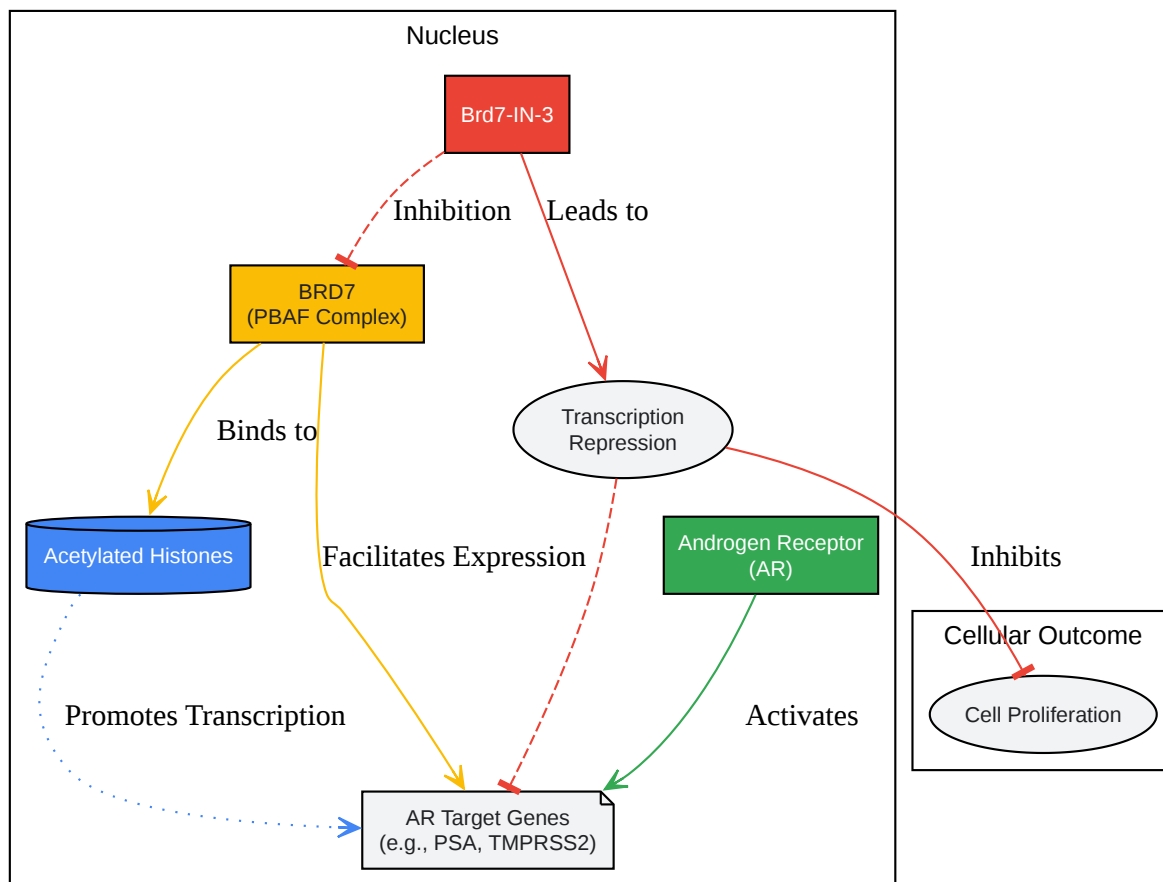 Nucleus
Brd7-IN-3
Inhibition
Leads to
BRD7
(PBAF Complex)
Transcription
Repression
Binds to
Acetylated Histones
Facilitates Expression
Androgen Receptor
(AR)
Inhibits
Cellular Outcome
Cell Proliferation
Promotes Transcription
Activates
AR Target Genes
(e.g., PSA, TMPRSS2)